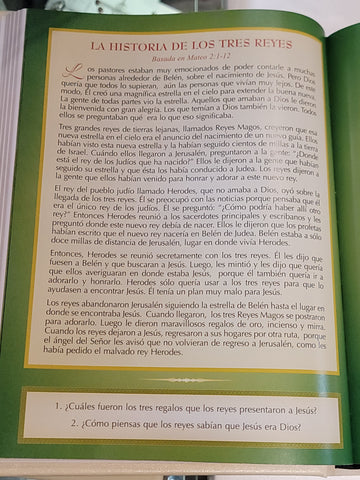 LA HISTORIA DE LOS TRES REYES
Basada en Mateo 2:1-12
Los pastores estaban muy emocionados de poder contarle a muchas
personas alrededor de Belén, sobre el nacimiento de Jesús. Pero Dios
quería que todos lo supieran, aún las personas que vivían muy lejos. De este
modo, Él creó una magnífica estrella en el cielo para extender la buena nueva.
La gente de todas partes vio la estrella. Aquellos que amaban a Dios le dieron
la bienvenida con gran alegría. Los que temían a Dios también la vieron. Todos
ellos se preguntaban qué era lo que eso significaba.
Tres grandes reyes de tierras lejanas, llamados Reyes Magos, creyeron que esa
nueva estrella en el cielo era el anuncio del nacimiento de un nuevo guía. Ellos
habían visto esta nueva estrella y la habían seguido cientos de millas a la tierra
de Israel. Cuándo ellos llegaron a Jerusalén, preguntaron a la gente: "¿Dónde
está el rey de los judíos que ha nacido?" Ellos le dijeron a la gente que habían
seguido su estrella y que ésta los había conducido a Judea. Los reyes dijeron a
la gente que ellos habían venido para honrar y adorar a este nuevo rey.
El rey del pueblo judío llamado Herodes, que no amaba a Dios, oyó sobre la
llegada de los tres reyes. Él se preocupó con las noticias porque pensaba que él
era el único rey de los judíos. Él se preguntó: "¿Cómo podría haber allí otro
rey?" Entonces Herodes reunió a los sacerdotes principales y escribanos y les
preguntó donde este nuevo rey debía de nacer. Ellos le dijeron que los profetas
habían escrito que el nuevo rey nacería en Belén de Judea. Belén estaba a sólo
doce millas de distancia de Jerusalén, lugar en donde vivía Herodes.
Entonces, Herodes se reunió secretamente con los tres reyes. Él les dijo que
fuesen a Belén y que buscaran a Jesús. Luego, les mintió y les dijo que quería
que ellos averiguaran en donde estaba Jesús, porque él también quería ir a
adorarlo y honrarlo. Herodes sólo quería usar a los tres reyes para que lo
ayudasen a encontrar Jesús. Él tenía un plan muy malo para Jesús.
Los reyes abandonaron Jerusalén siguiendo la estrella de Belén hasta el lugar en
donde se encontraba Jesús. Cuando llegaron, los tres Reyes Magos se postraron
para adorarlo. Luego le dieron maravillosos regalos de oro, incienso y mirra.
Cuando los reyes dejaron a Jesús, regresaron a sus hogares por otra ruta, porque
el ángel del Señor les avisó que no volvieran de regreso a Jerusalén, como les
había pedido el malvado rey Herodes.
1. ¿Cuáles fueron los tres regalos que los reyes presentaron a Jesús?
2. ¿Cómo piensas que los reyes sabían que Jesús era Dios?